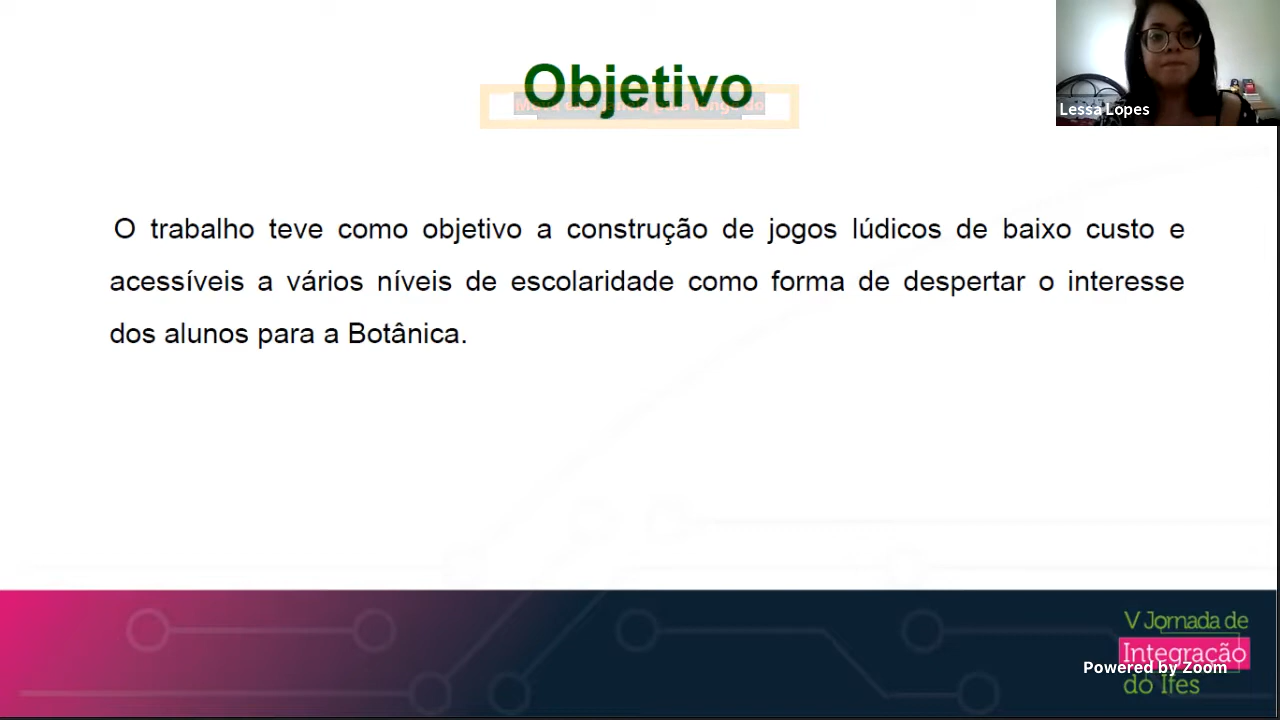 Objetivo
Lessa Lopes
O trabalho teve como objetivo a construção de jogos lúdicos de baixo custo e
acessíveis a vários níveis de escolaridade como forma de despertar o interesse
dos alunos para a Botânica.
V Jornada de
Integração
Powered by Zoom
do Ifes